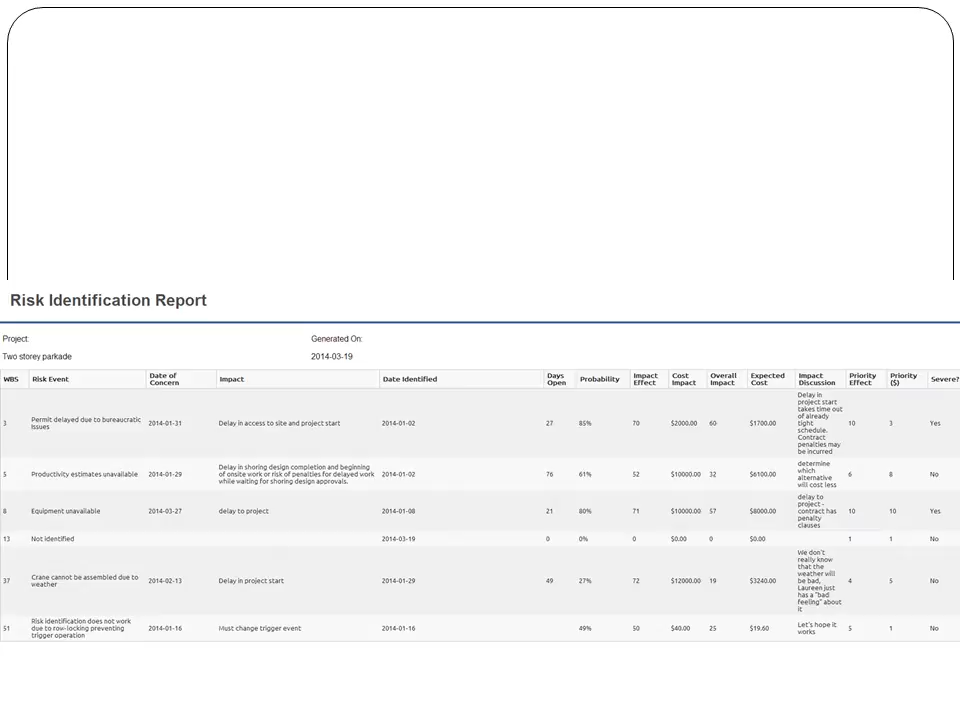 Risk Identification Report
Project: Generated On:
Two storey parkade 2014-03-19
WBS Risk Event Date of Concern Impact Date Identified Days Open Probability Impact Effect Cost Impact Overall Impact Expected Cost Impact Discussion Priority Effect Priority ($) Severe?
3 Permit delayed due to bureaucratic issues 2014-01-31 Delay in access to site and project start 2014-01-02 27 85% 70 $2000.00 60 $1700.00 Delay in project start takes time out of already tight schedule. Contract penalties may be incurred 10 3 Yes
5 Productivity estimates unavailable 2014-01-29 Delay in shoring design completion and beginning of onsite work or risk of penalties for delayed work while waiting for shoring design approvals. 2014-01-02 76 61% 52 $10000.00 32 $6100.00 determine which alternative will cost less 6 8 No
8 Equipment unavailable 2014-03-27 delay to project 2014-01-08 21 80% 71 $10000.00 57 $8000.00 delay to project - contract has penalty clauses 10 10 Yes
13 Not identified 2014-03-19 0 0% 0 $0.00 0 $0.00 1 1 No
37 Crane cannot be assembled due to weather 2014-02-13 Delay in project start 2014-01-29 49 27% 72 $12000.00 19 $3240.00 We don't really know that the weather will be bad, Laureen just has a "bad feeling" about it 4 5 No
51 Risk identification does not work due to row-locking preventing trigger operation 2014-01-16 Must change trigger event 2014-01-16 49% 50 $40.00 25 $19.60 Let's hope it works 5 1 No